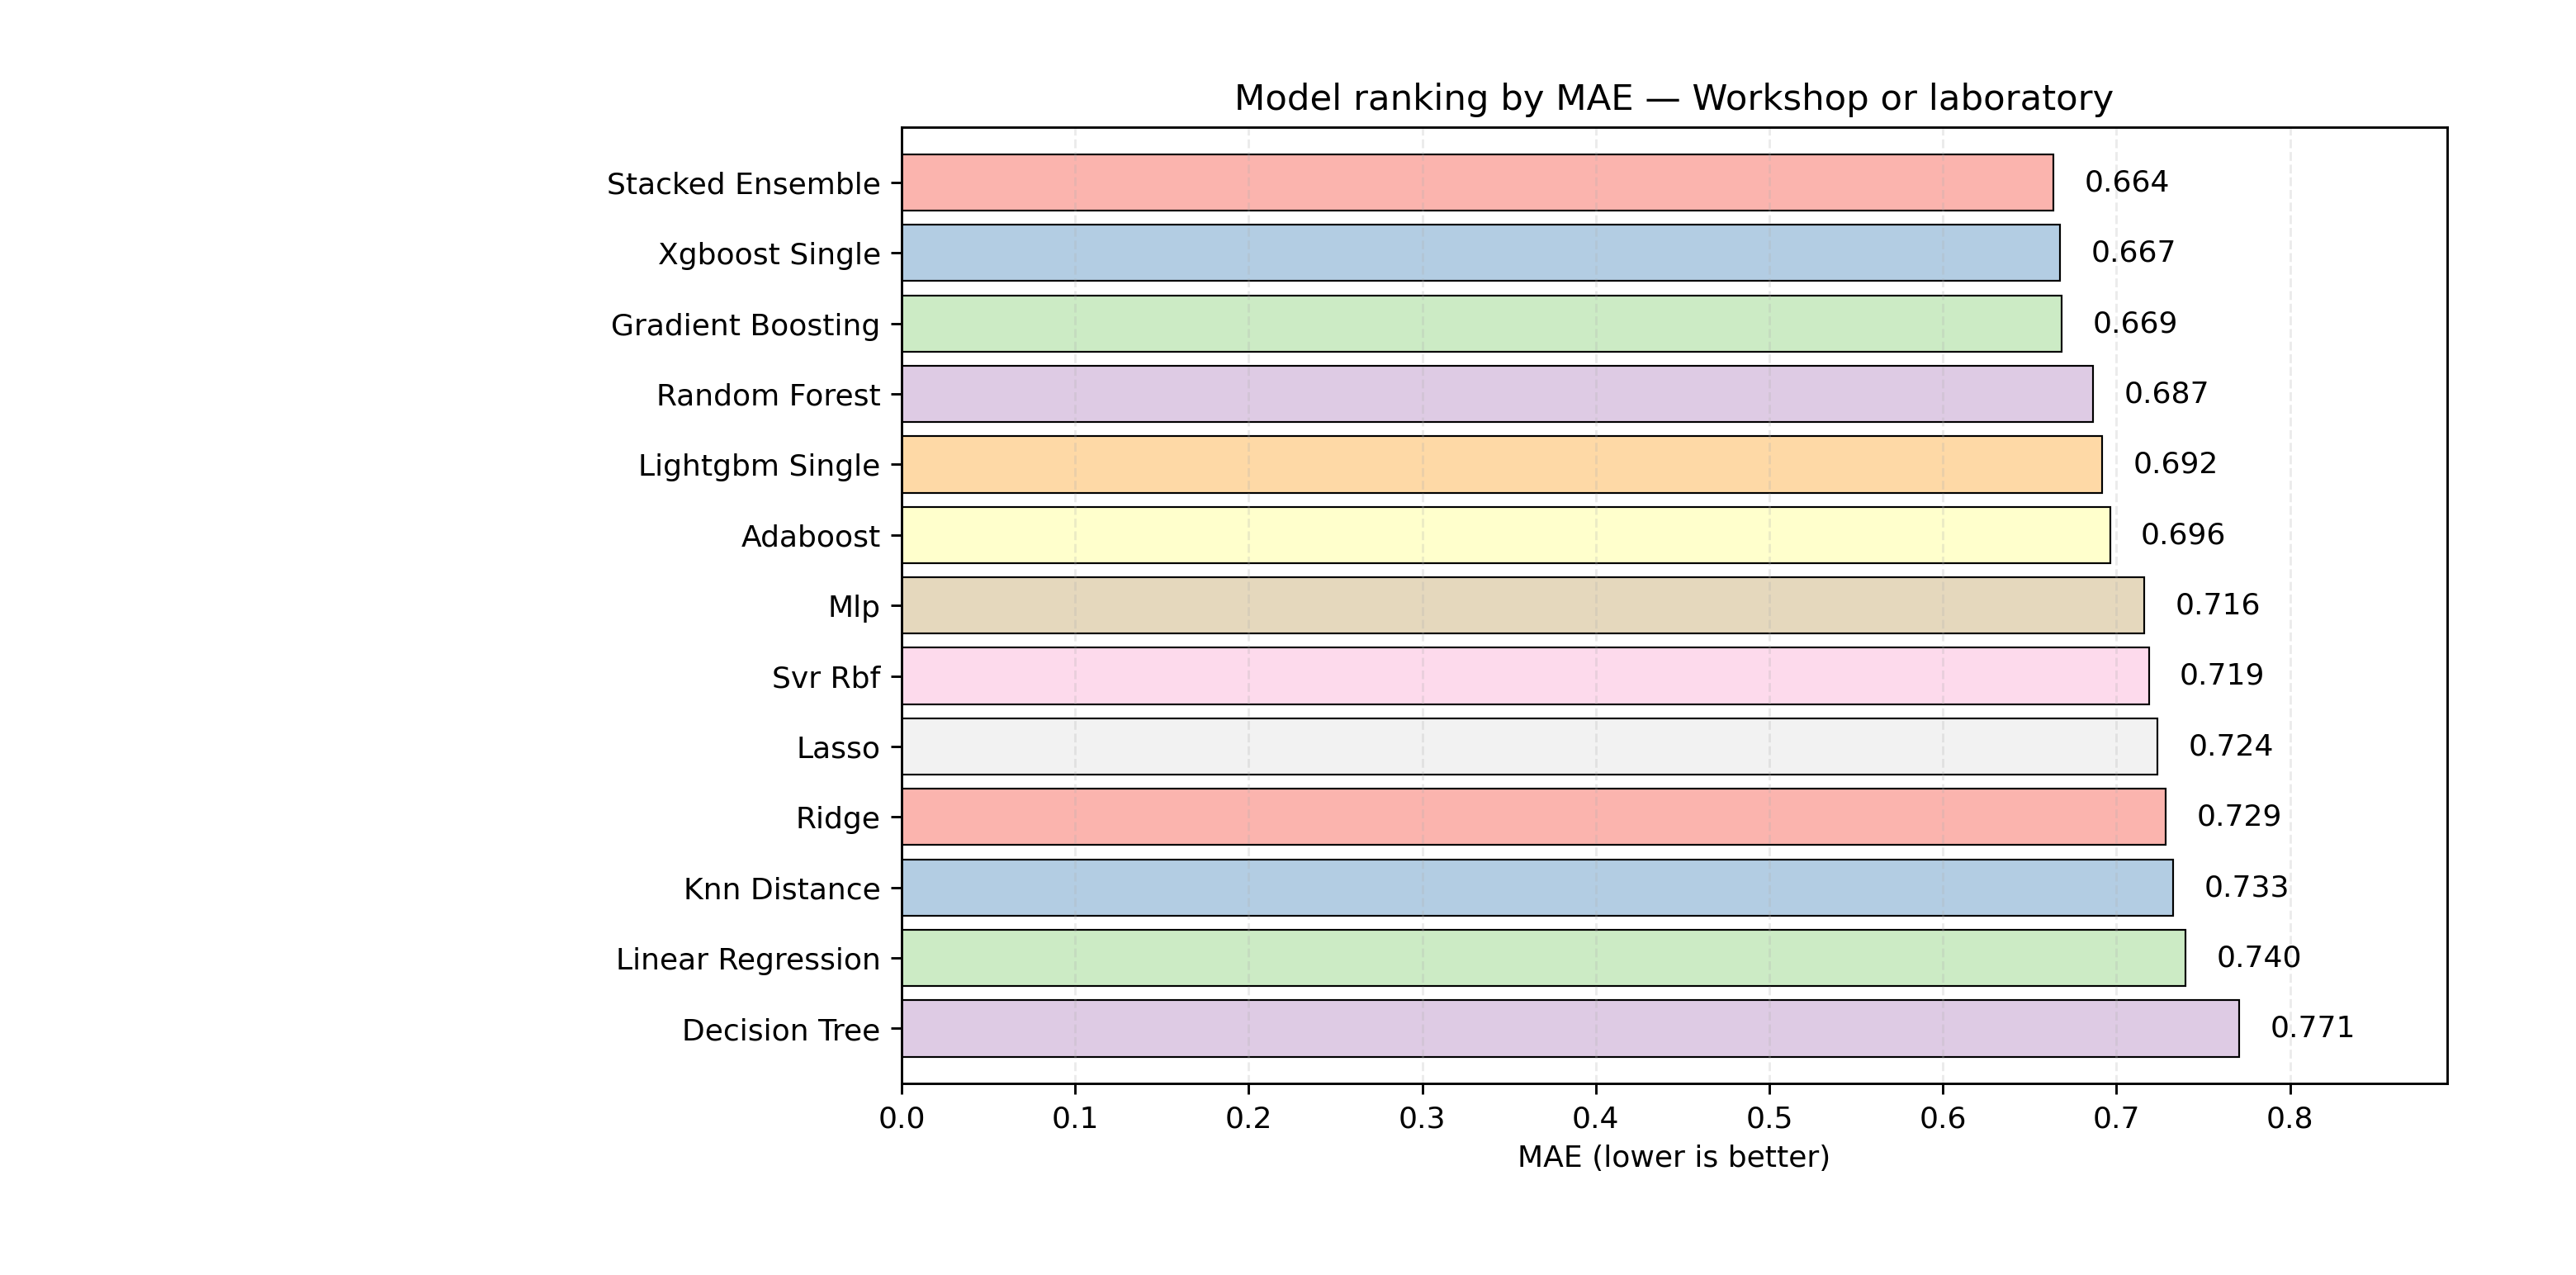 Model ranking by MAE — Workshop or laboratory
Stacked Ensemble 0.664
Xgboost Single 0.667
Gradient Boosting 0.669
Random Forest 0.687
Lightgbm Single 0.692
Adaboost 0.696
Mlp 0.716
Svr Rbf 0.719
Lasso 0.724
Ridge 0.729
Knn Distance 0.733
Linear Regression 0.740
Decision Tree 0.771
0.0 0.1 0.2 0.3 0.4 0.5 0.6 0.7 0.8
MAE (lower is better)